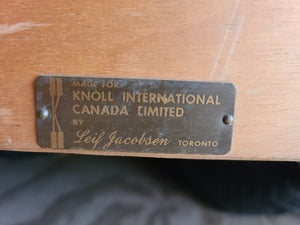 MADE FOR
KNOLL INTERNATIONAL
CANADA LIMITED
BY
Leif Jacobsen TORONTO